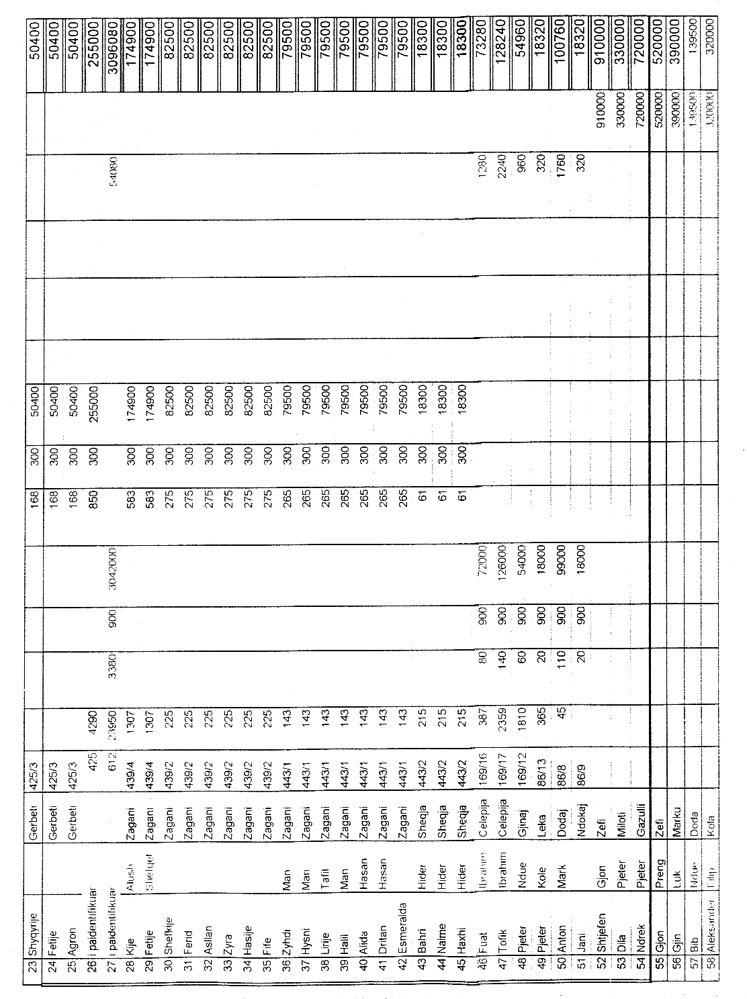 23 Shyqyrije Gerbeti 425/3 168 300 50400 50400
24 Fetije Gerbeti 425/3 168 300 50400 50400
25 Agron Gerbeti 425/3 168 300 50400 50400
26 i paidentifikuar 425 4290 850 300 255000 255000
27 i paidentifikuar 612 23950 3380 900 3042000 54080 3096080
28 Kije Alush Zagani 439/4 1307 583 300 174900 174900
29 Fetije Shefqet Zagani 439/4 1307 583 300 174900 174900
30 Shefkije Zagani 439/2 225 275 300 82500 82500
31 Ferid Zagani 439/2 225 275 300 82500 82500
32 Asllan Zagani 439/2 225 275 300 82500 82500
33 Zyra Zagani 439/2 225 275 300 82500 82500
34 Hasije Zagani 439/2 225 275 300 82500 82500
35 Fife Zagani 439/2 225 275 300 82500 82500
36 Zyhdi Man Zagani 443/1 143 265 300 79500 79500
37 Hysni Man Zagani 443/1 143 265 300 79500 79500
38 Lirije Tafil Zagani 443/1 143 265 300 79500 79500
39 Halil Man Zagani 443/1 143 265 300 79500 79500
40 Alida Hasan Zagani 443/1 143 265 300 79500 79500
41 Dritan Hasan Zagani 443/1 143 265 300 79500 79500
42 Esmeralda Zagani 443/1 143 265 300 79500 79500
43 Bahri Hider Sheqja 443/2 215 61 300 18300 18300
44 Naime Hider Sheqja 443/2 215 61 300 18300 18300
45 Haxhi Hider Sheqja 443/2 215 61 300 18300 18300
46 Fuat Ibrahim Celepija 169/16 387 80 900 72000 1280 73280
47 Tofik Ibrahim Celepija 169/17 2359 140 900 126000 2240 128240
48 Pjeter Ndue Gjinaj 169/12 1810 60 900 54000 960 54960
49 Pjeter Kole Leka 86/13 365 20 900 18000 320 18320
50 Anton Mark Dodaj 86/8 45 110 900 99000 1760 100760
51 Jani Ndokaj 86/9 20 900 18000 320 18320
52 Shtjefen Gjon Zefi 910000 910000
53 Dila Pjeter Miloti 330000 330000
54 Ndrek Pjeter Gazulli 720000 720000
55 Gjon Preng Zefi 520000 520000
56 Gjin Luk Marku 390000 390000
57 Bib Ndue Doda 139500 139500
58 Aleksander Filip Kola 320000 320000